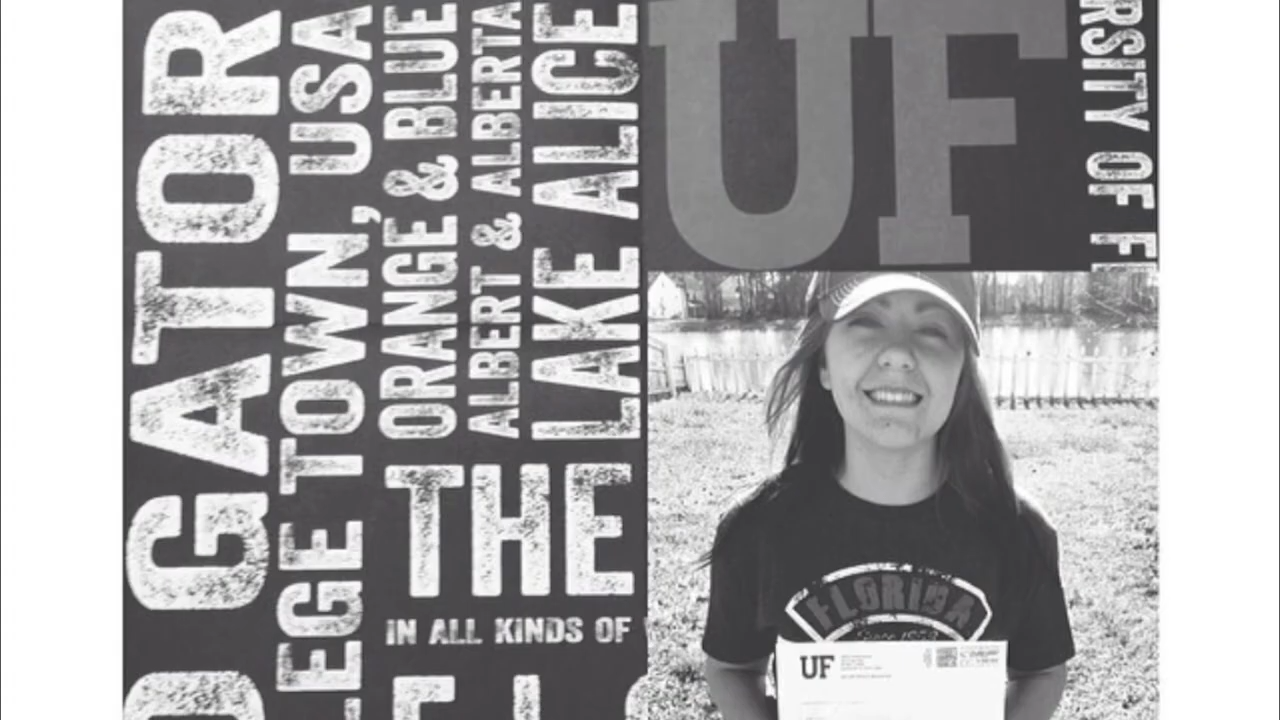 GATOR
EGE TOWN, USA
ORANGE & BLUE
ALBERT & ALBERTA
LAKE ALICE
THE
IN ALL KINDS OF
UF
RSITY OF F
FLORIDA
UF